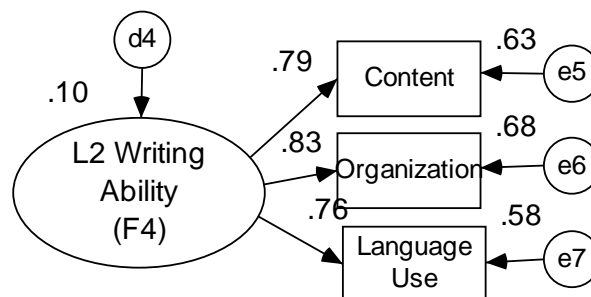 d4
.10
L2 Writing
Ability
(F4)
.79
.83
.76
Content
Organization
Language
Use
.63
.68
.58
e5
e6
e7